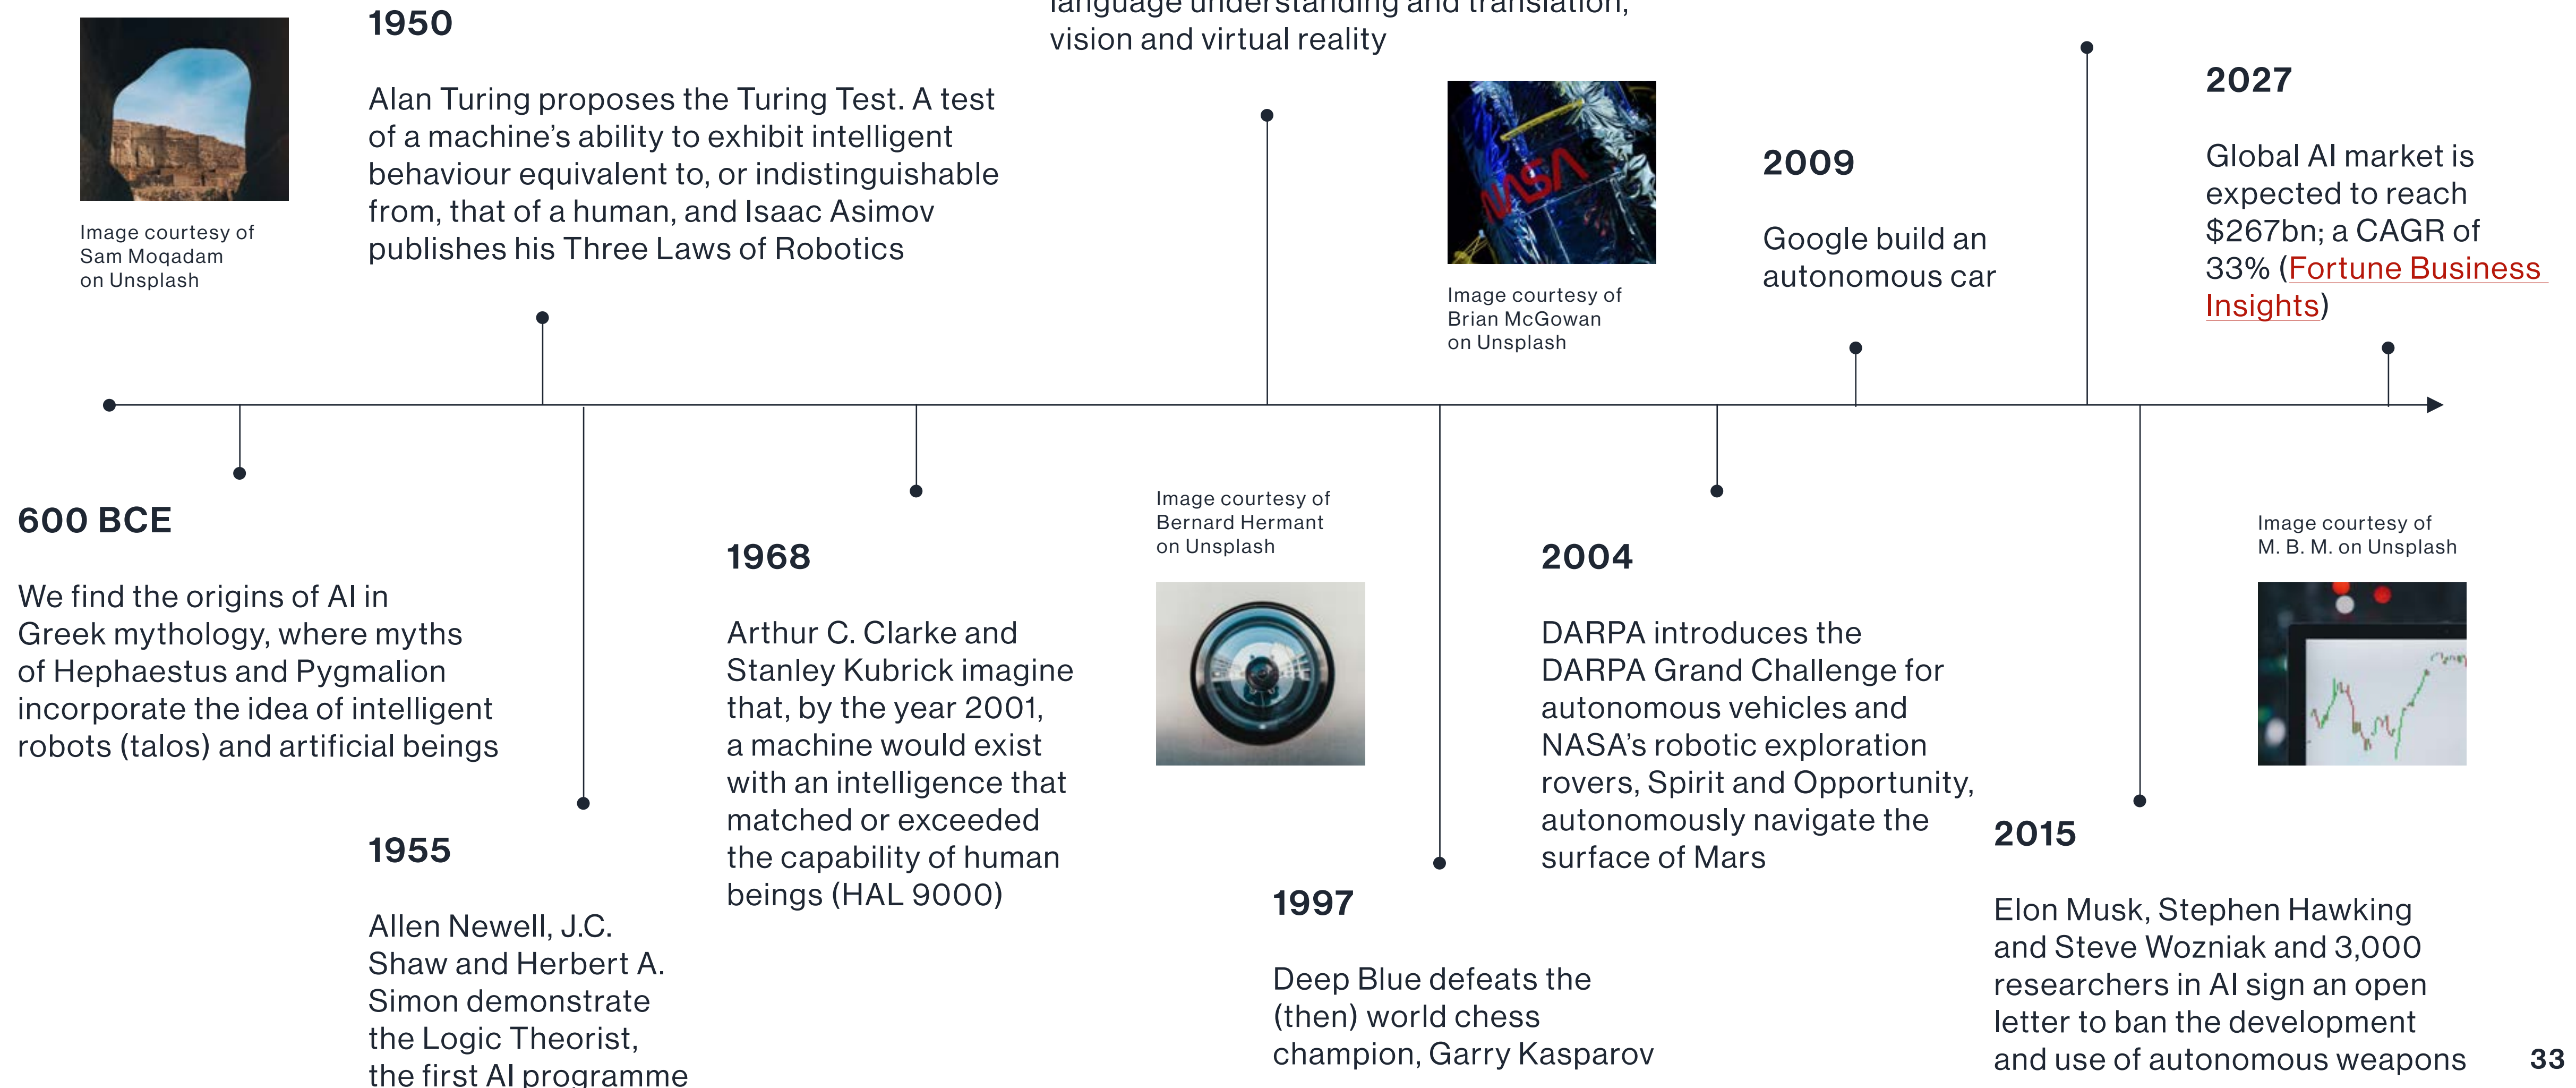 1950
Alan Turing proposes the Turing Test. A test
of a machine's ability to exhibit intelligent
behaviour equivalent to, or indistinguishable
from, that of a human, and Isaac Asimov
publishes his Three Laws of Robotics
Image courtesy of
Sam Moqadam
on Unsplash
language understanding and translation,
vision and virtual reality
NASA
Image courtesy of
Brian McGowan
on Unsplash
2009
Google build an
autonomous car
2027
Global AI market is
expected to reach
$267bn; a CAGR of
33% (Fortune Business
Insights)
600 BCE
We find the origins of AI in
Greek mythology, where myths
of Hephaestus and Pygmalion
incorporate the idea of intelligent
robots (talos) and artificial beings
1955
Allen Newell, J.C.
Shaw and Herbert A.
Simon demonstrate
the Logic Theorist,
the first AI programme
1968
Arthur C. Clarke and
Stanley Kubrick imagine
that, by the year 2001,
a machine would exist
with an intelligence that
matched or exceeded
the capability of human
beings (HAL 9000)
Image courtesy of
Bernard Hermant
on Unsplash
1997
Deep Blue defeats the
(then) world chess
champion, Garry Kasparov
2004
DARPA introduces the
DARPA Grand Challenge for
autonomous vehicles and
NASA's robotic exploration
rovers, Spirit and Opportunity,
autonomously navigate the
surface of Mars
2015
Elon Musk, Stephen Hawking
and Steve Wozniak and 3,000
researchers in AI sign an open
letter to ban the development
and use of autonomous weapons
Image courtesy of
M. B. M. on Unsplash
33